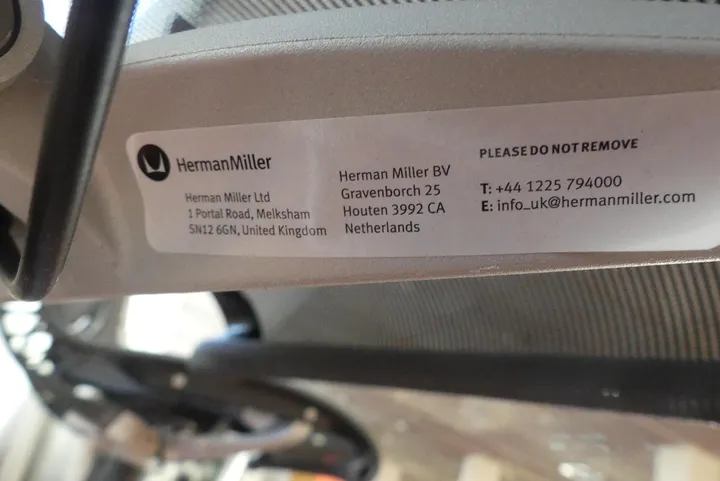 HermanMiller
Herman Miller Ltd
1 Portal Road, Melksham
SN12 6GN, United Kingdom
Herman Miller BV
Gravenborch 25
Houten 3992 CA
Netherlands
PLEASE DO NOT REMOVE
T: +44 1225 794000
E: info_uk@hermanmiller.com